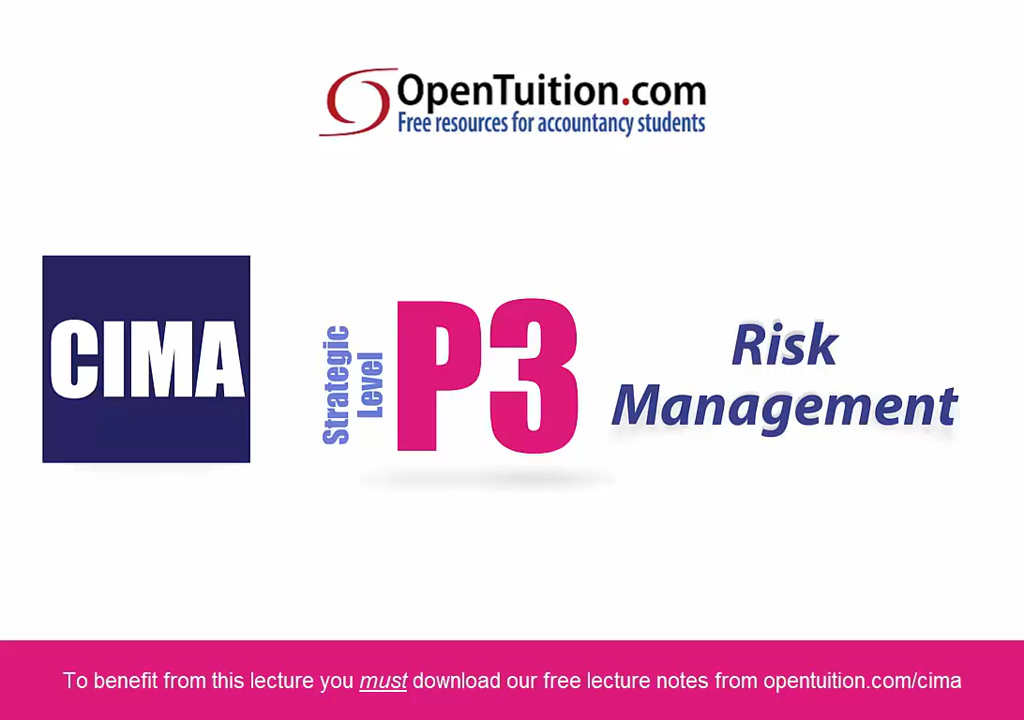 OpenTuition.com
Free resources for accountancy students
CIMA
Strategic
Level
P3
Risk
Management
To benefit from this lecture you must download our free lecture notes from opentuition.com/cima